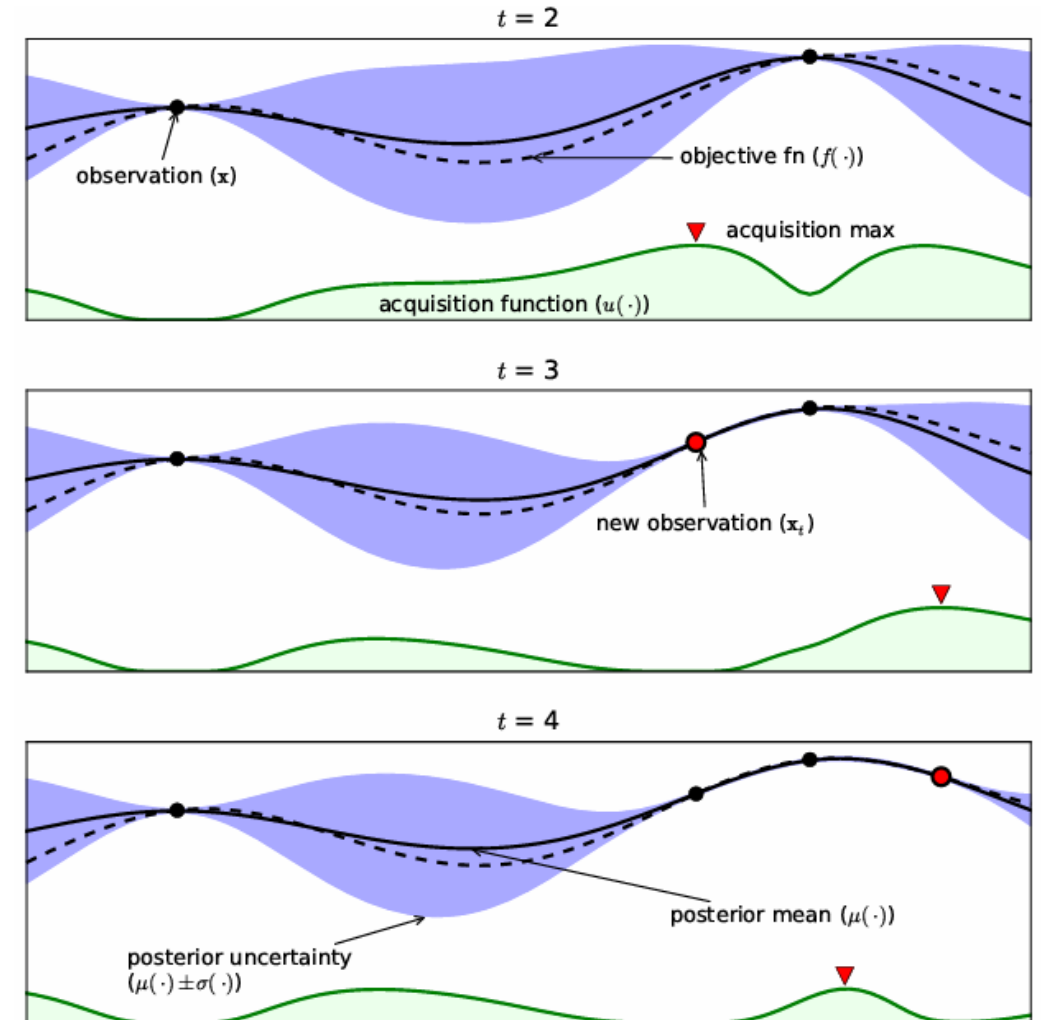 t = 2
observation (x)
objective fn (f(·))
acquisition max
acquisition function (u(·))
t = 3
new observation (xₜ)
t = 4
posterior mean (μ(·))
posterior uncertainty
(μ(·)±σ(·))